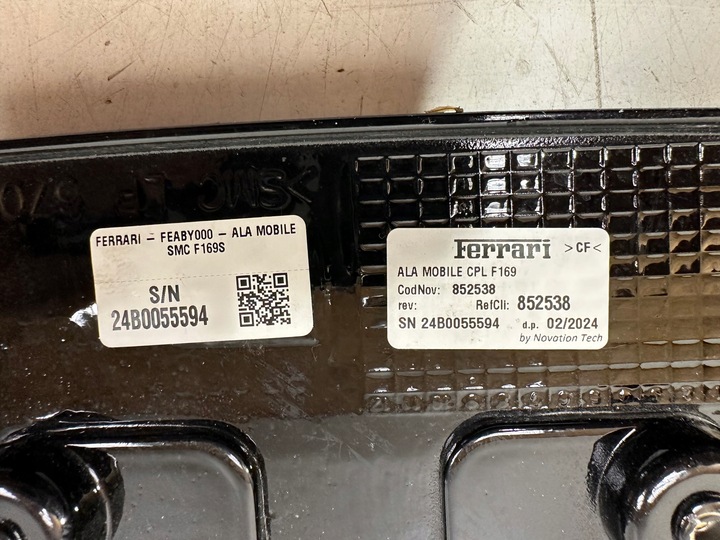 FERRARI - FEABY000 - ALA MOBILE
SMC F169S
S/N
24B0055594
Ferrari >CF<
ALA MOBILE CPL F169
CodNov: 852538
rev: RefCli: 852538
SN 24B0055594 d.p. 02/2024
by Novation Tech